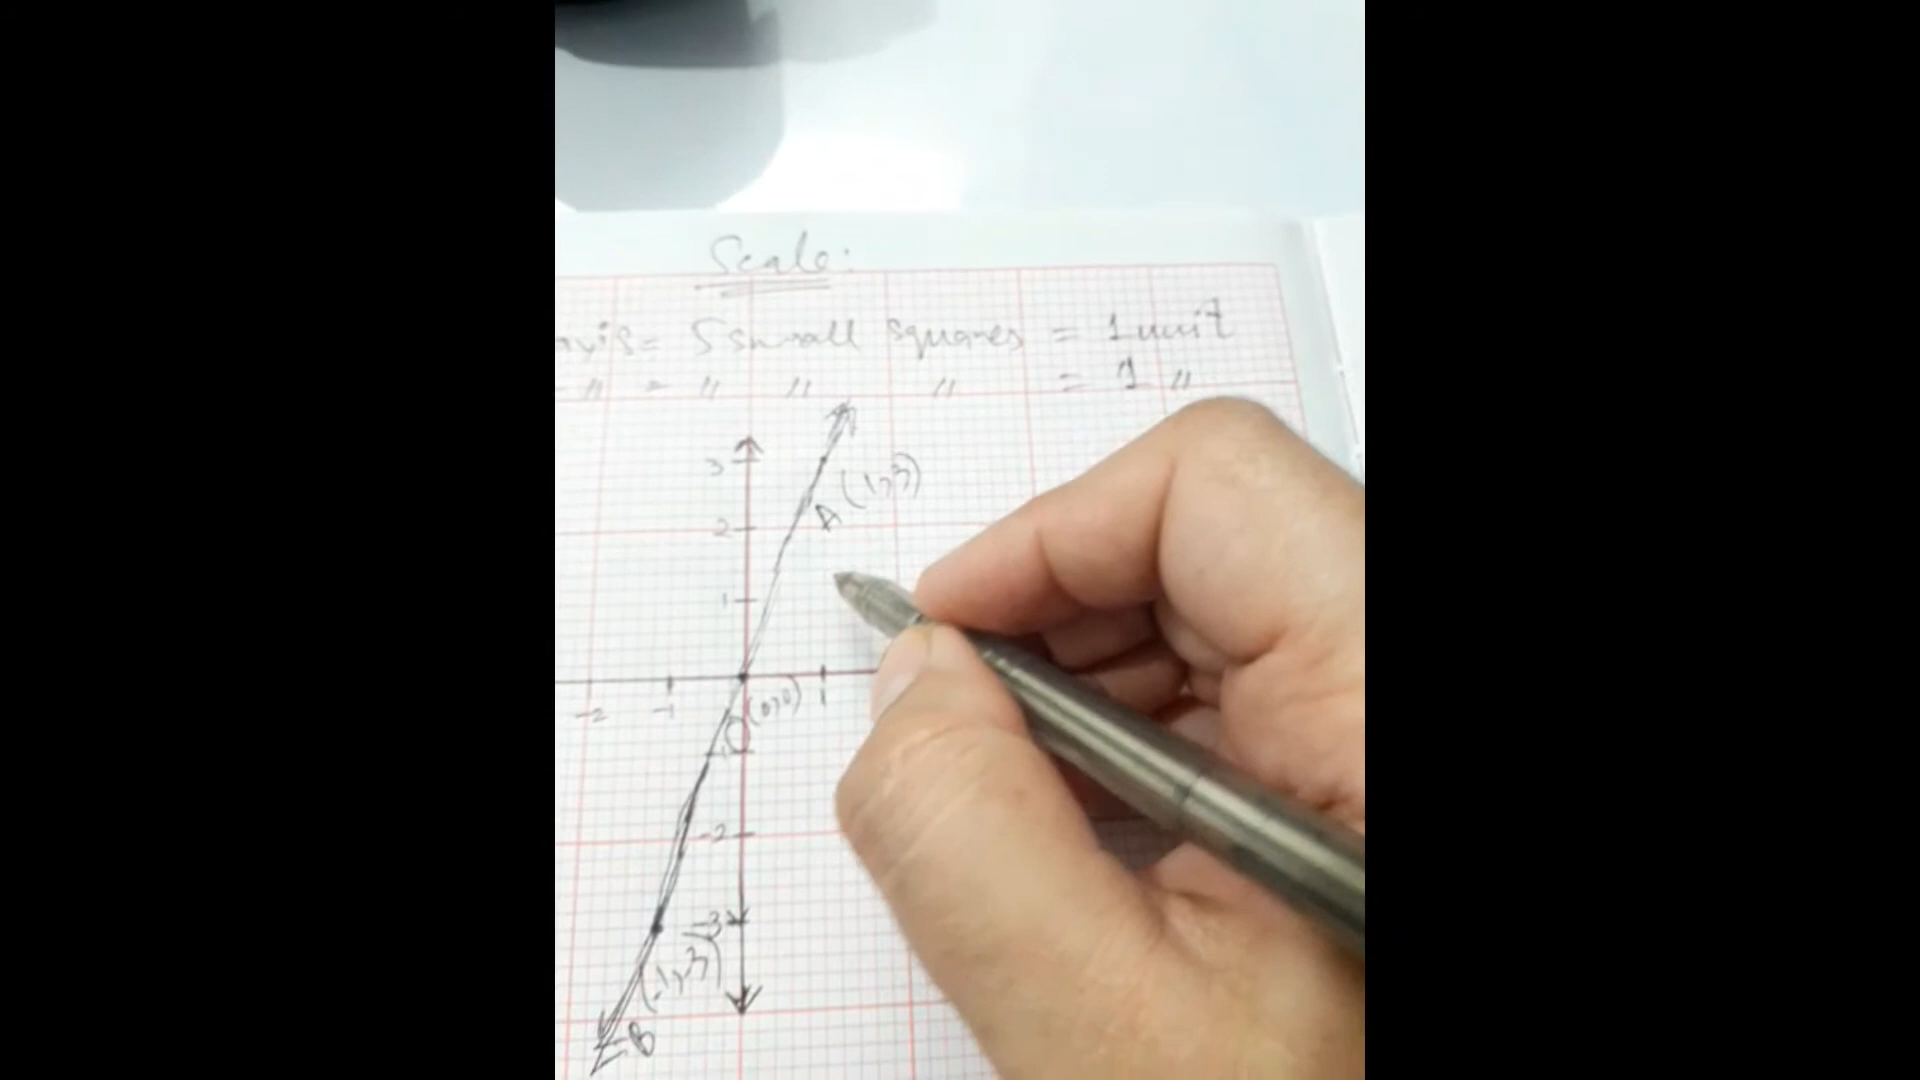 Scale:
axis = 5 small squares = 1 unit
- " = " " " = 1 "
3
A (1,3)
2
1
-2 -1 O (0,0) 1
-1
-2
-3
(-1,-3)
B